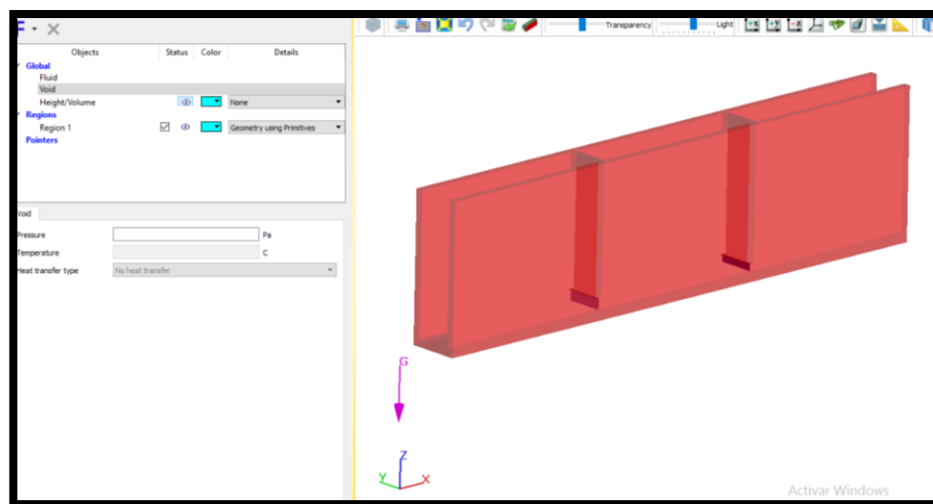 Transparency Light
Objects Status Color Details
Global
Fluid
Void
Height/Volume None
Regions
Region 1 Geometry using Primitives
Pointers
Void
Pressure Pa
Temperature C
Heat transfer type No heat transfer
G
Z
Y
X
Activar Windows